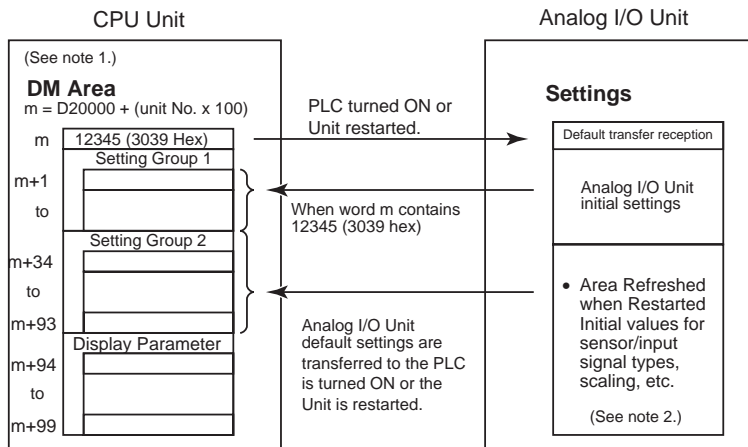 CPU Unit
Analog I/O Unit
(See note 1.)
DM Area
m = D20000 + (unit No. x 100)
m
12345 (3039 Hex)
Setting Group 1
m+1
to
Setting Group 2
m+34
to
m+93
Display Parameter
m+94
to
m+99
PLC turned ON or
Unit restarted.
When word m contains
12345 (3039 hex)
Analog I/O Unit
default settings are
transferred to the PLC
is turned ON or the
Unit is restarted.
Settings
Default transfer reception
Analog I/O Unit
initial settings
• Area Refreshed
when Restarted
Initial values for
sensor/input
signal types,
scaling, etc.
(See note 2.)